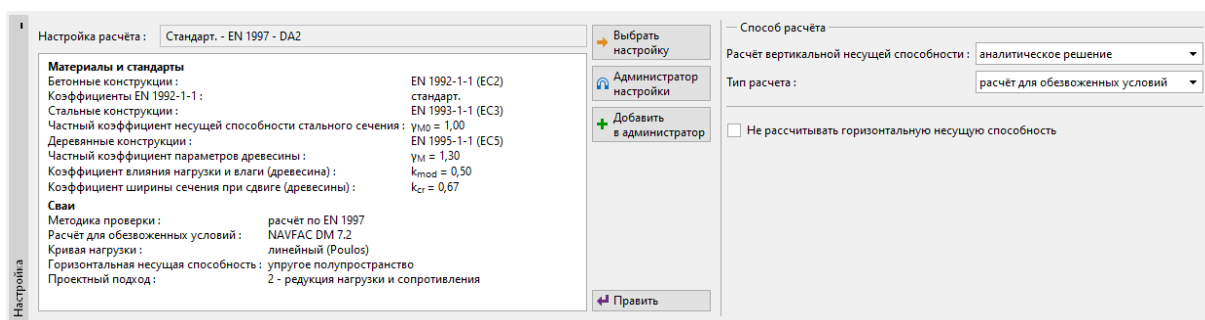 Настройка расчёта : Стандарт. - EN 1997 - DA2
Материалы и стандарты
Бетонные конструкции : EN 1992-1-1 (EC2)
Коэффициенты EN 1992-1-1 : стандарт.
Стальные конструкции : EN 1993-1-1 (EC3)
Частный коэффициент несущей способности стального сечения : γM0 = 1,00
Деревянные конструкции : EN 1995-1-1 (EC5)
Частный коэффициент параметров древесины : γM = 1,30
Коэффициент влияния нагрузки и влаги (древесина) : kmod = 0,50
Коэффициент ширины сечения при сдвиге (древесины) : kcr = 0,67
Сваи
Методика проверки : расчёт по EN 1997
Расчёт для обезвоженных условий : NAVFAC DM 7.2
Кривая нагрузки : линейный (Poulos)
Горизонтальная несущая способность : упругое полупространство
Проектный подход : 2 - редукция нагрузки и сопротивления
Выбрать
настройку
Администратор
настройки
Добавить
в администратор
Править
Способ расчёта
Расчёт вертикальной несущей способности : аналитическое решение
Тип расчета : расчёт для обезвоженных условий
Не рассчитывать горизонтальную несущую способность
Настройка